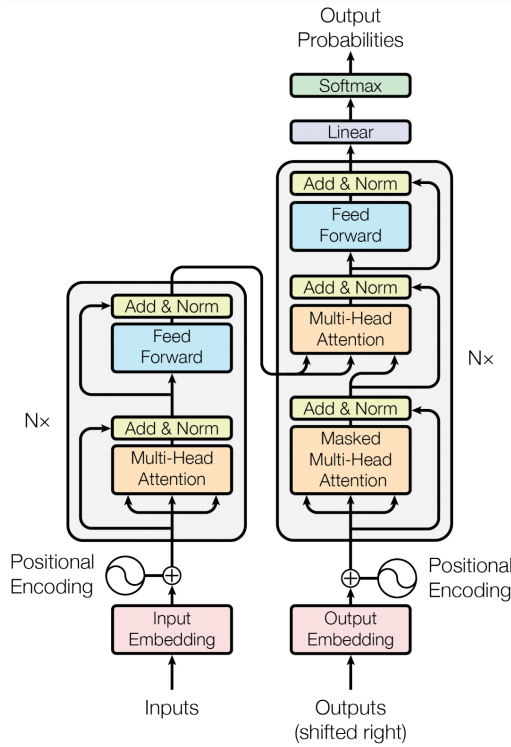 Output
Probabilities
Softmax
Linear
Add & Norm
Feed
Forward
Add & Norm
Multi-Head
Attention
Nx
Add & Norm
Masked
Multi-Head
Attention
Positional
Encoding
Output
Embedding
Outputs
(shifted right)
Add & Norm
Feed
Forward
Nx
Add & Norm
Multi-Head
Attention
Positional
Encoding
Input
Embedding
Inputs